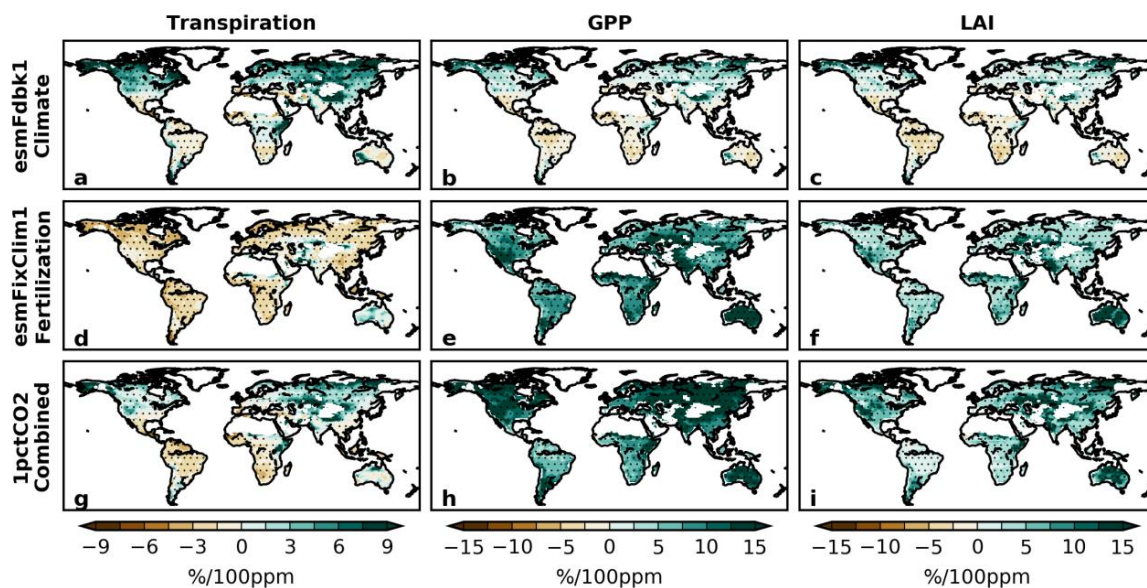 Transpiration GPP LAI
esmFdbk1
Climate
a b c
esmFixClim1
Fertilization
d e f
1pctCO2
Combined
g h i
−9 −6 −3 0 3 6 9 −15 −10 −5 0 5 10 15 −15 −10 −5 0 5 10 15
%/100ppm %/100ppm %/100ppm